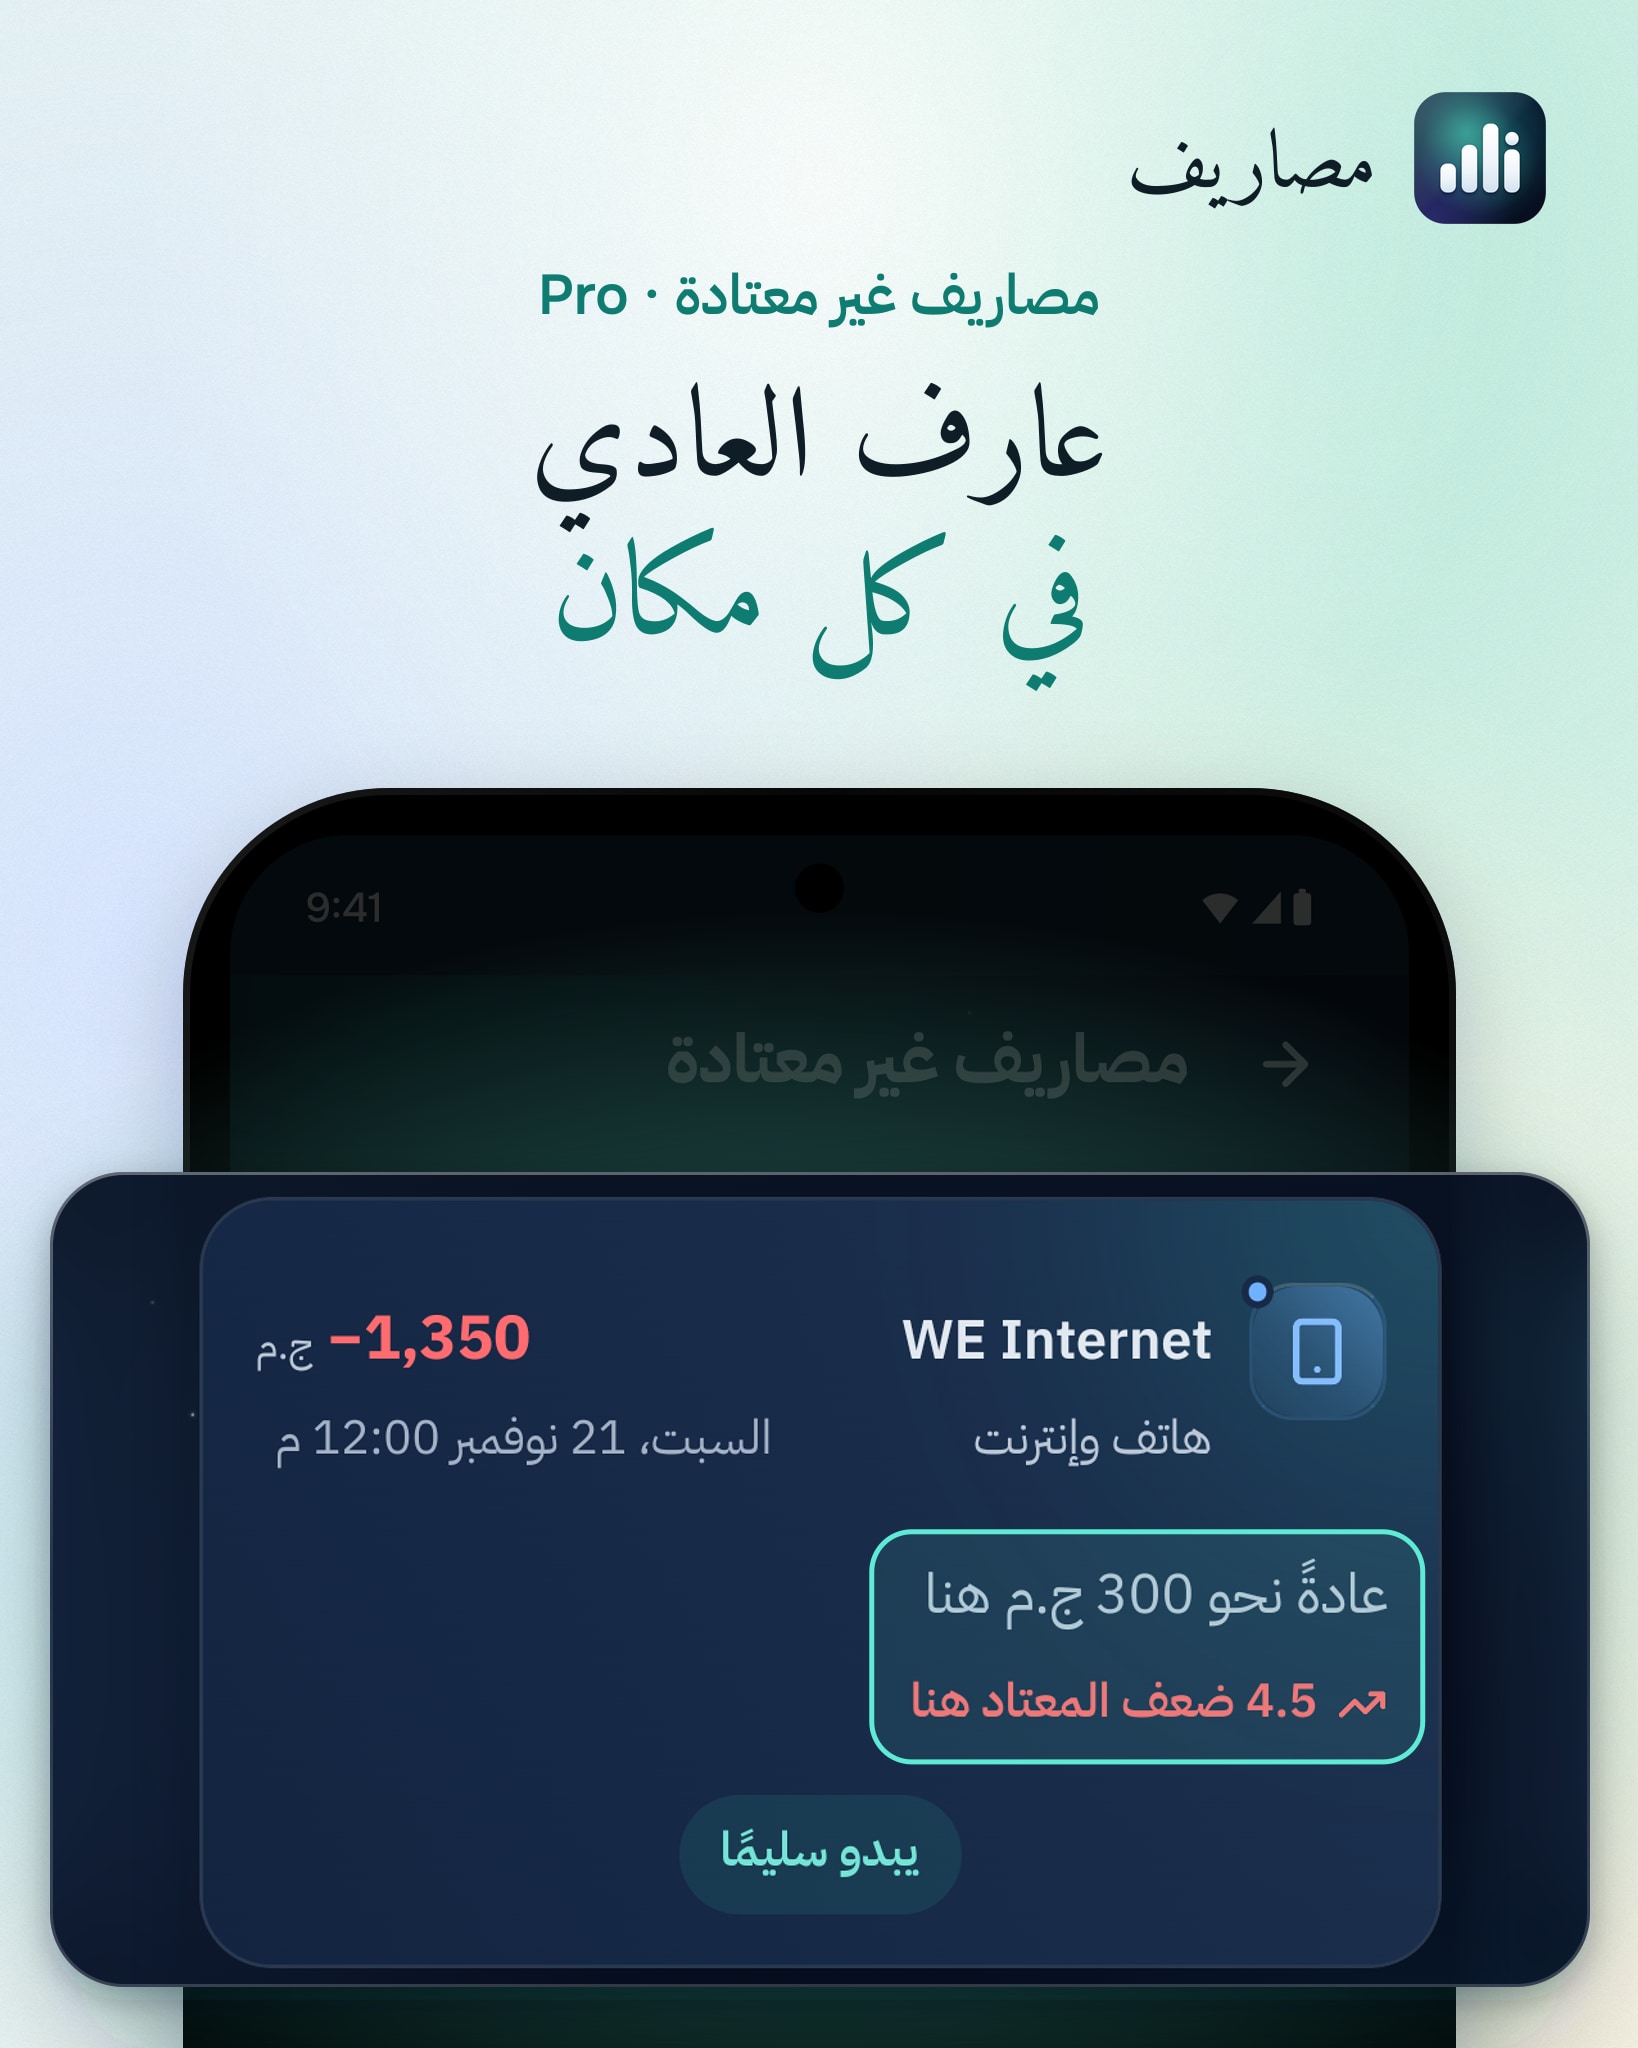 مصاريف
مصاريف غير معتادة · Pro
عارف العادي
في كل مكان
9:41
مصاريف غير معتادة
WE Internet
−1,350 ج.م
هاتف وإنترنت
السبت، 21 نوفمبر 12:00 م
عادةً نحو 300 ج.م هنا
4.5 ضعف المعتاد هنا
يبدو سليمًا